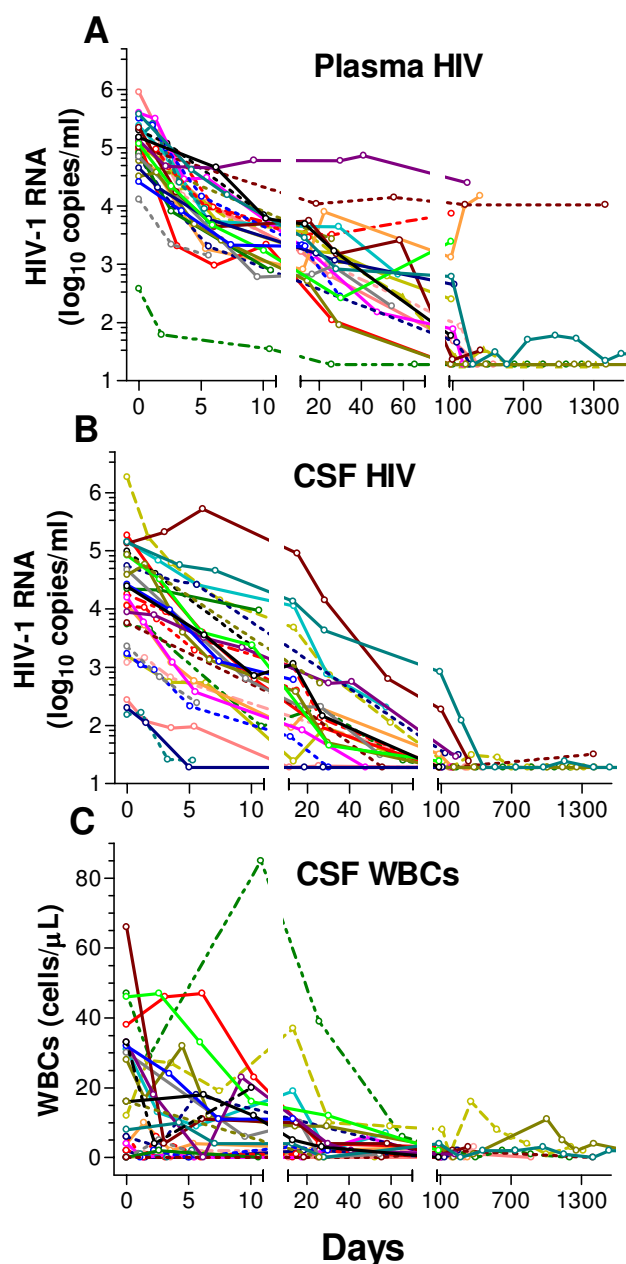 A
Plasma HIV
HIV-1 RNA
(log10 copies/ml)
6
5
4
3
2
1
0 5 10 20 40 60 100 700 1300
B
CSF HIV
HIV-1 RNA
(log10 copies/ml)
6
5
4
3
2
1
0 5 10 20 40 60 100 700 1300
C
CSF WBCs
WBCs (cells/μL)
80
60
40
20
0
0 5 10 20 40 60 100 700 1300
Days